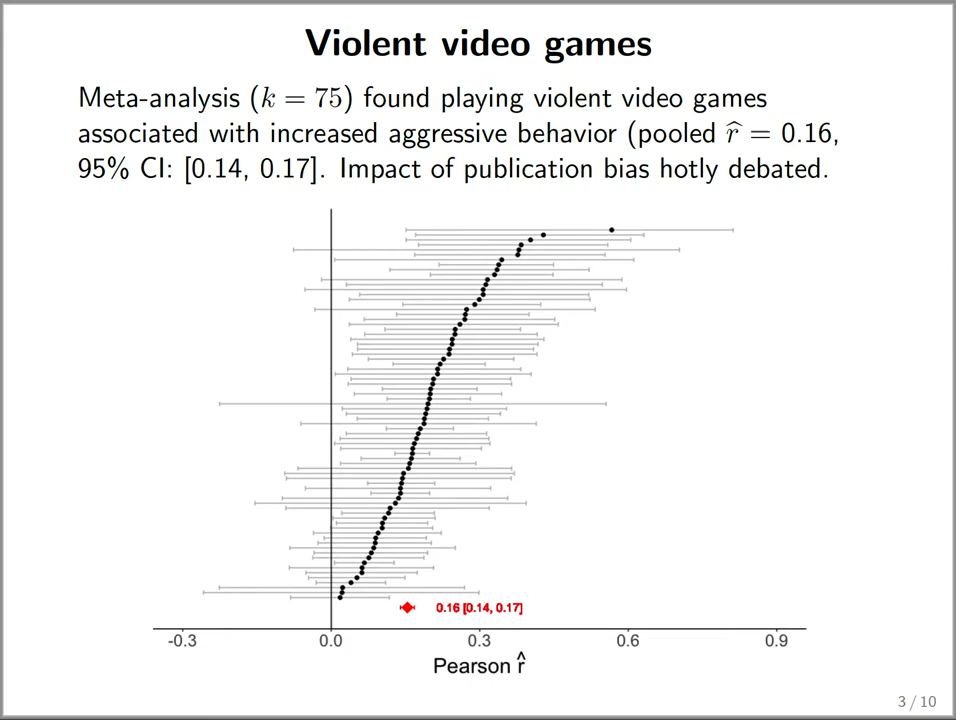 Violent video games
Meta-analysis (k = 75) found playing violent video games
associated with increased aggressive behavior (pooled r̂ = 0.16,
95% CI: [0.14, 0.17]. Impact of publication bias hotly debated.
0.16 [0.14, 0.17]
-0.3 0.0 0.3 0.6 0.9
Pearson r̂
3 / 10